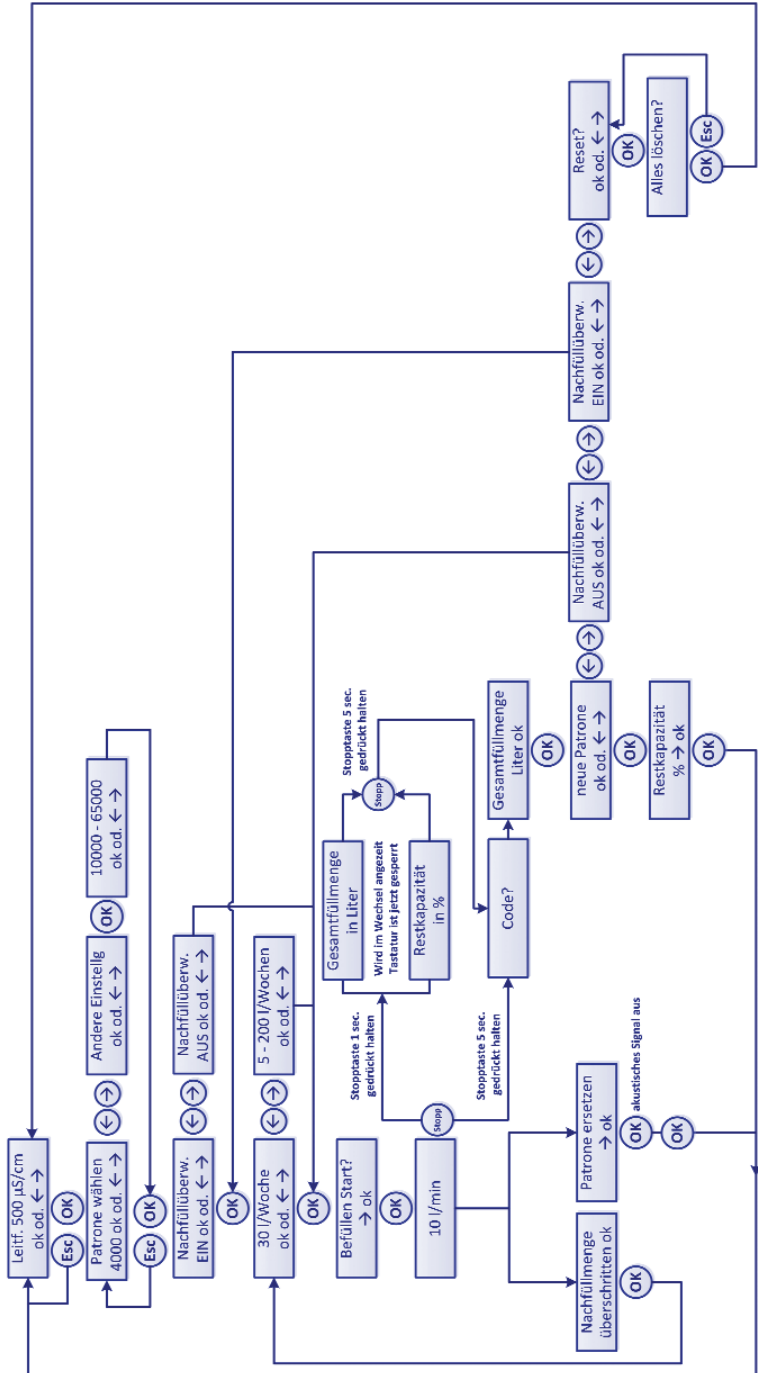 Leitf. 500 µS/cm
ok od. ← →
Esc
OK
Patrone wählen
4000 ok od. ← →
← →
Andere Einstellg
ok od. ← →
OK
10000 - 65000
ok od. ← →
Esc
OK
Nachfüllüberw.
EIN ok od. ← →
← →
Nachfüllüberw.
AUS ok od. ← →
OK
30 l/Woche
ok od. ← →
← →
5 - 200 l/Wochen
ok od. ← →
OK
Befüllen Start?
→ ok
OK
10 l/min
Stopp
Stopptaste 1 sec.
gedrückt halten
Gesamtfüllmenge
in Liter
Wird im Wechsel angezeit
Tastatur ist jetzt gesperrt
Restkapazität
in %
Stopp
Stopptaste 5 sec.
gedrückt halten
Stopptaste 5 sec.
gedrückt halten
Code?
Gesamtfüllmenge
Liter ok
OK
Nachfüllmenge
überschritten ok
OK
Patrone ersetzen
→ ok
OK
akustisches Signal aus
OK
neue Patrone
ok od. ← →
← →
Nachfüllüberw.
AUS ok od. ← →
← →
Nachfüllüberw.
EIN ok od. ← →
← →
Reset?
ok od. ← →
OK
Restkapazität
% → ok
OK
Alles löschen?
OK
Esc